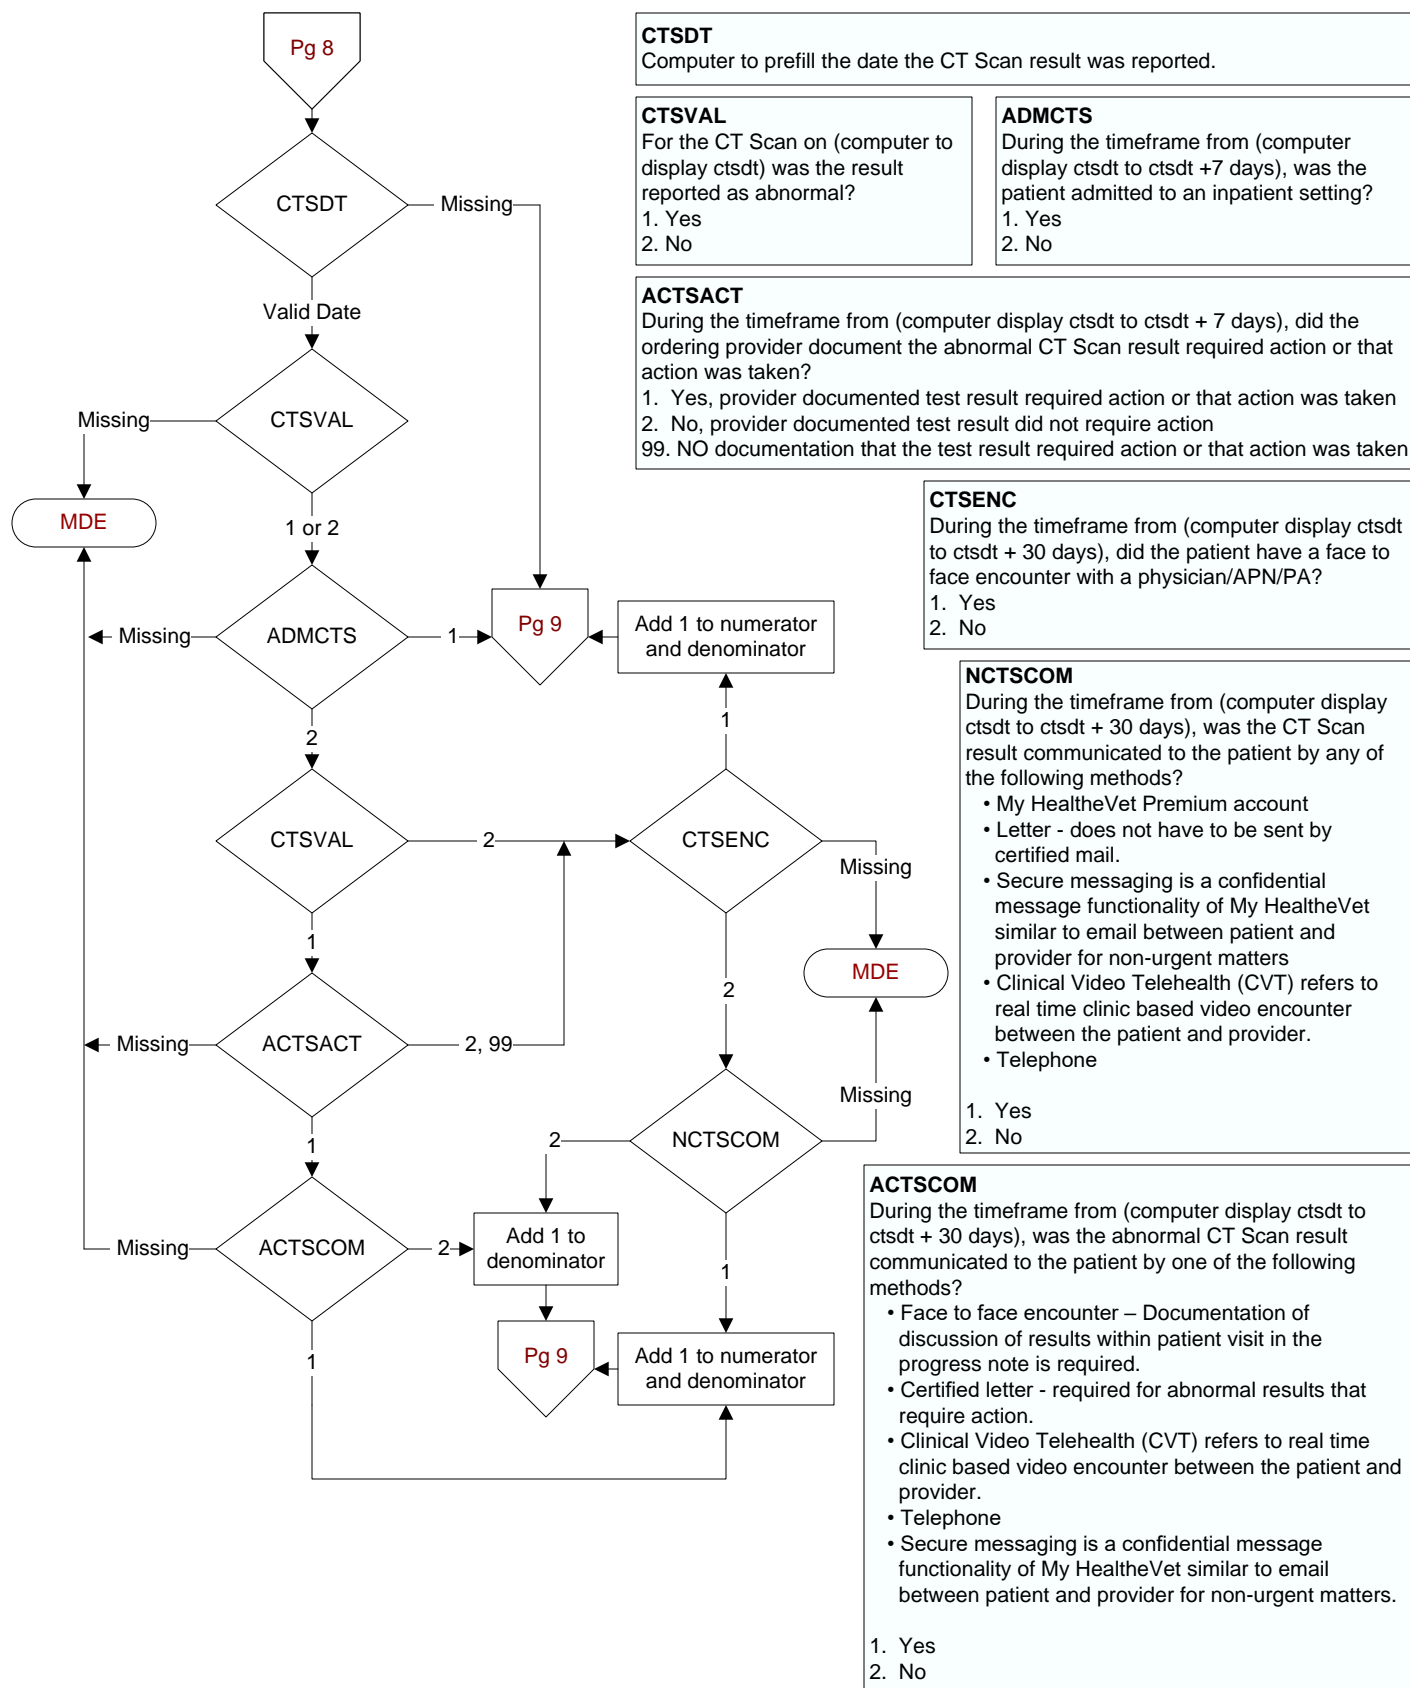 Pg 8
CTSDT
Computer to prefill the date the CT Scan result was reported.
CTSVAL
For the CT Scan on (computer to
display ctsdt) was the result
reported as abnormal?
1. Yes
2. No
ADMCTS
During the timeframe from (computer
display ctsdt to ctsdt +7 days), was the
patient admitted to an inpatient setting?
1. Yes
2. No
CTSDT
Missing
Valid Date
ACTSACT
During the timeframe from (computer display ctsdt to ctsdt + 7 days), did the
ordering provider document the abnormal CT Scan result required action or that
action was taken?
1. Yes, provider documented test result required action or that action was taken
2. No, provider documented test result did not require action
99. NO documentation that the test result required action or that action was taken
Missing
CTSVAL
MDE
1 or 2
CTSENC
During the timeframe from (computer display ctsdt
to ctsdt + 30 days), did the patient have a face to
face encounter with a physician/APN/PA?
1. Yes
2. No
Missing
ADMCTS
1
Pg 9
Add 1 to numerator
and denominator
2
1
NCTSCOM
During the timeframe from (computer display
ctsdt to ctsdt + 30 days), was the CT Scan
result communicated to the patient by any of
the following methods?
• My HealtheVet Premium account
• Letter - does not have to be sent by
certified mail.
• Secure messaging is a confidential
message functionality of My HealtheVet
similar to email between patient and
provider for non-urgent matters
• Clinical Video Telehealth (CVT) refers to
real time clinic based video encounter
between the patient and provider.
• Telephone
1. Yes
2. No
CTSVAL
2
CTSENC
Missing
1
MDE
2
Missing
ACTSACT
2, 99
Missing
1
2
NCTSCOM
Missing
ACTSCOM
2
Add 1 to
denominator
1
1
Pg 9
Add 1 to numerator
and denominator
ACTSCOM
During the timeframe from (computer display ctsdt to
ctsdt + 30 days), was the abnormal CT Scan result
communicated to the patient by one of the following
methods?
• Face to face encounter – Documentation of
discussion of results within patient visit in the
progress note is required.
• Certified letter - required for abnormal results that
require action.
• Clinical Video Telehealth (CVT) refers to real time
clinic based video encounter between the patient and
provider.
• Telephone
• Secure messaging is a confidential message
functionality of My HealtheVet similar to email
between patient and provider for non-urgent matters.
1. Yes
2. No